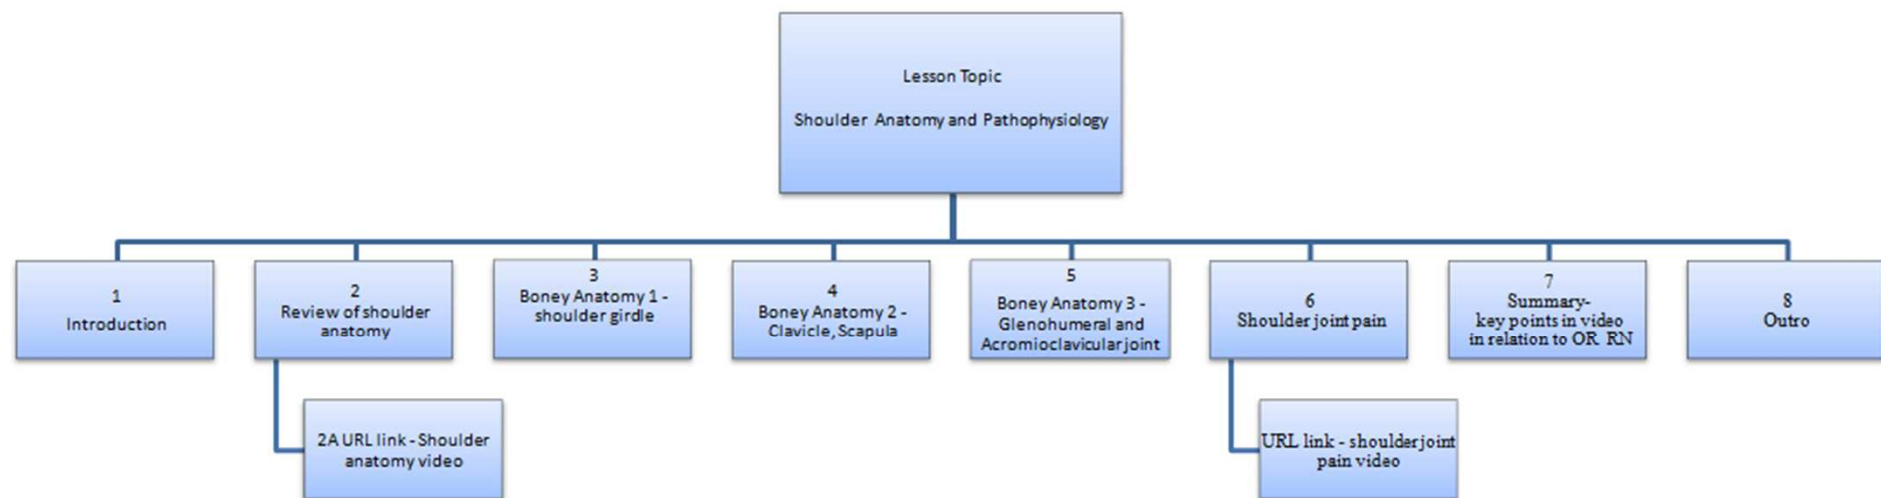 Lesson Topic
Shoulder Anatomy and Pathophysiology
1
Introduction
2
Review of shoulder
anatomy
3
Boney Anatomy 1 -
shoulder girdle
4
Boney Anatomy 2 -
Clavicle, Scapula
5
Boney Anatomy 3 -
Glenohumeral and
Acromioclavicular joint
6
Shoulder joint pain
7
Summary-
key points in video
in relation to OR RN
8
Outro
2A URL link - Shoulder
anatomy video
URL link - shoulder joint
pain video